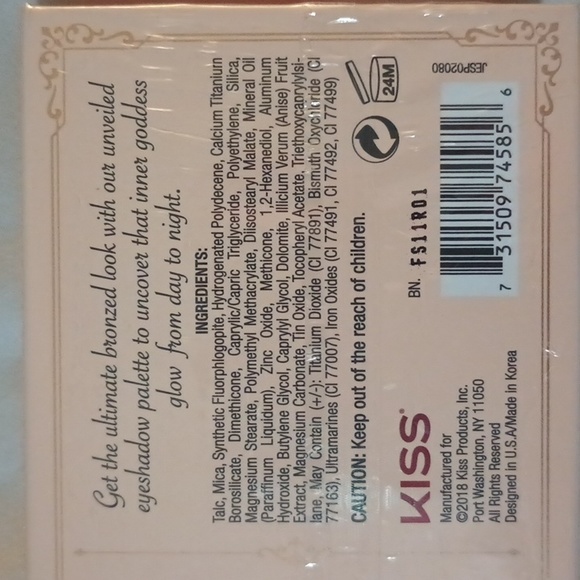 Get the ultimate bronzed look with our unveiled
eyeshadow palette to uncover that inner goddess
glow from day to night.
INGREDIENTS:
Talc, Mica, Synthetic Fluorphlogopite, Hydrogenated Polydecene, Calcium Titanium
Borosilicate, Dimethicone, Caprylic/Capric Triglyceride, Polyethylene, Silica,
Magnesium Stearate, Polymethyl Methacrylate, Diisostearyl Malate, Mineral Oil
(Paraffinum Liquidum), Zinc Oxide, Methicone, 1,2-Hexanediol, Aluminum
Hydroxide, Butylene Glycol, Caprylyl Glycol, Dolomite, Illicium Verum (Anise) Fruit
Extract, Magnesium Carbonate, Tin Oxide, Tocopheryl Acetate, Triethoxycaprylylsi-
lane, May Contain (+/-): Titanium Dioxide (CI 77891), Bismuth Oxychloride (CI
77163), Ultramarines (CI 77007), Iron Oxides (CI 77491, CI 77492, CI 77499)
CAUTION: Keep out of the reach of children.
24M
KISS®
Manufactured for
©2018 Kiss Products, Inc.
Port Washington, NY 11050
All Rights Reserved
Designed in U.S.A/Made in Korea
BN. FS11R01
7 31509 74585 6
JESP02080